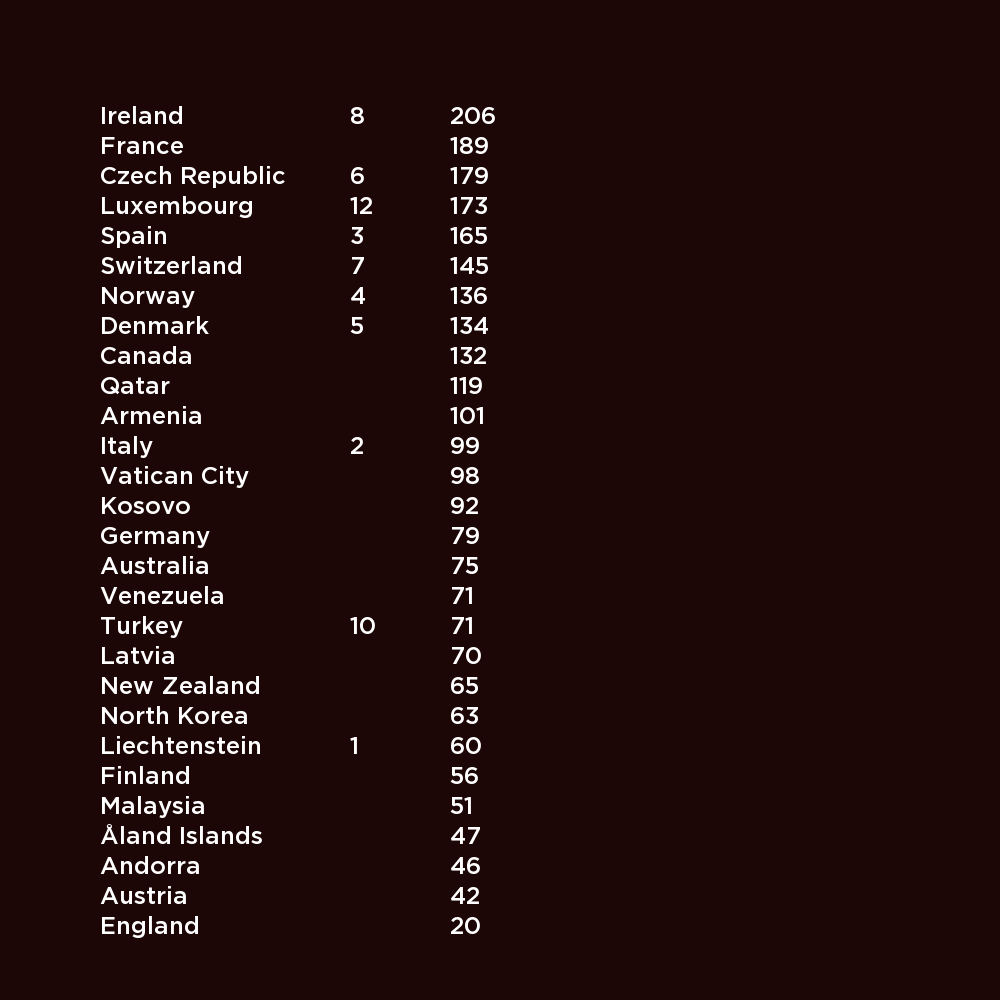 Ireland 8 206
France 189
Czech Republic 6 179
Luxembourg 12 173
Spain 3 165
Switzerland 7 145
Norway 4 136
Denmark 5 134
Canada 132
Qatar 119
Armenia 101
Italy 2 99
Vatican City 98
Kosovo 92
Germany 79
Australia 75
Venezuela 71
Turkey 10 71
Latvia 70
New Zealand 65
North Korea 63
Liechtenstein 1 60
Finland 56
Malaysia 51
Åland Islands 47
Andorra 46
Austria 42
England 20